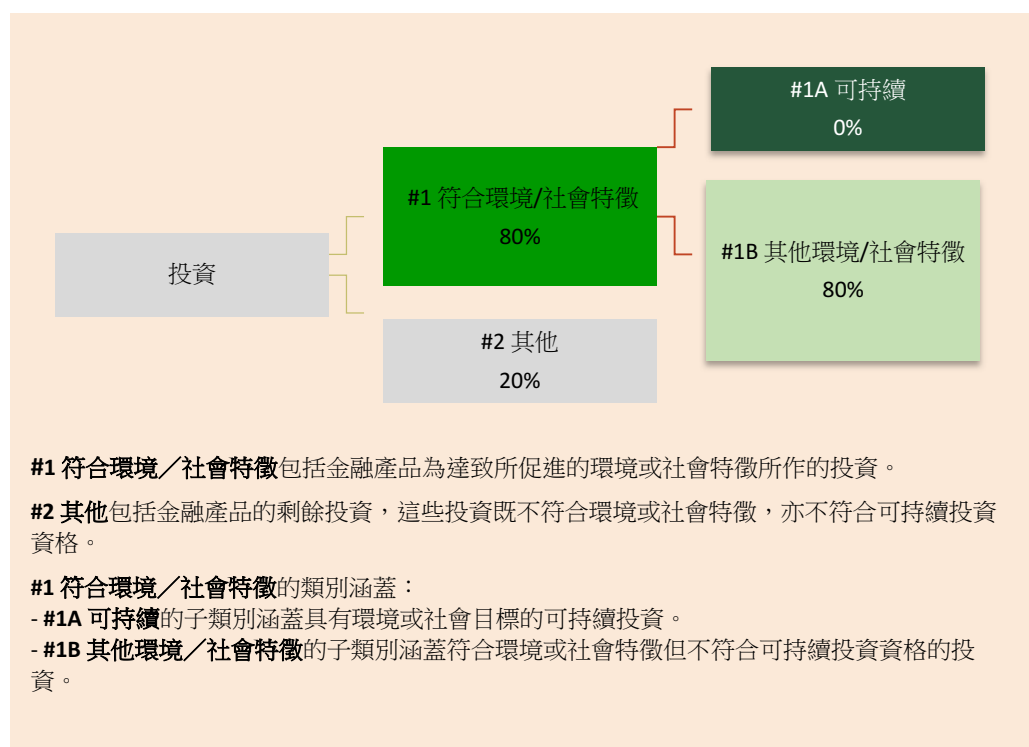 #1A 可持續
0%
#1 符合環境/社會特徵
80%
#1B 其他環境/社會特徵
80%
投資
#2 其他
20%
#1 符合環境／社會特徵包括金融產品為達致所促進的環境或社會特徵所作的投資。
#2 其他包括金融產品的剩餘投資，這些投資既不符合環境或社會特徵，亦不符合可持續投資
資格。
#1 符合環境／社會特徵的類別涵蓋：
- #1A 可持續的子類別涵蓋具有環境或社會目標的可持續投資。
- #1B 其他環境／社會特徵的子類別涵蓋符合環境或社會特徵但不符合可持續投資資格的投
資。